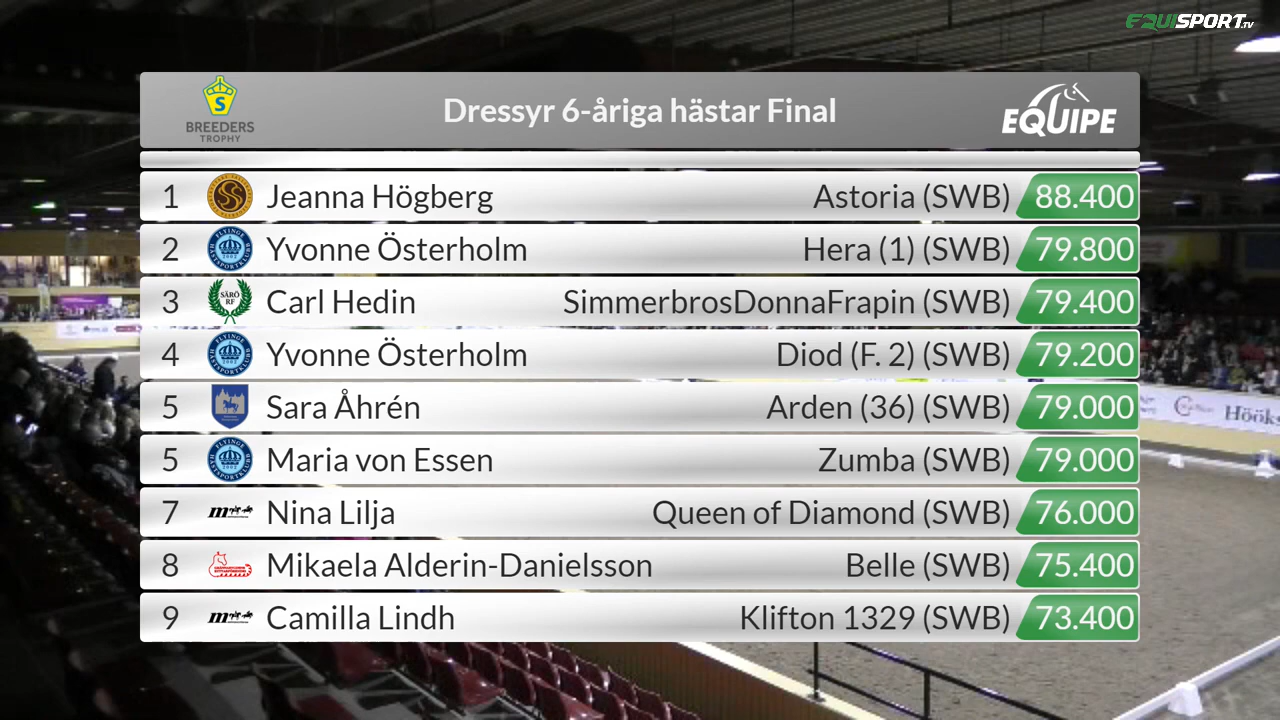 EQUISPORT.TV
S
BREEDERS
TROPHY
Dressyr 6-åriga hästar Final
EQUIPE
1 Jeanna Högberg Astoria (SWB) 88.400
2 Yvonne Österholm Hera (1) (SWB) 79.800
3 SÄRÖ RF Carl Hedin SimmerbrosDonnaFrapin (SWB) 79.400
4 Yvonne Österholm Diod (F. 2) (SWB) 79.200
5 Sara Åhrén Arden (36) (SWB) 79.000
5 Maria von Essen Zumba (SWB) 79.000
7 Nina Lilja Queen of Diamond (SWB) 76.000
8 Mikaela Alderin-Danielsson Belle (SWB) 75.400
9 Camilla Lindh Klifton 1329 (SWB) 73.400
Hööks